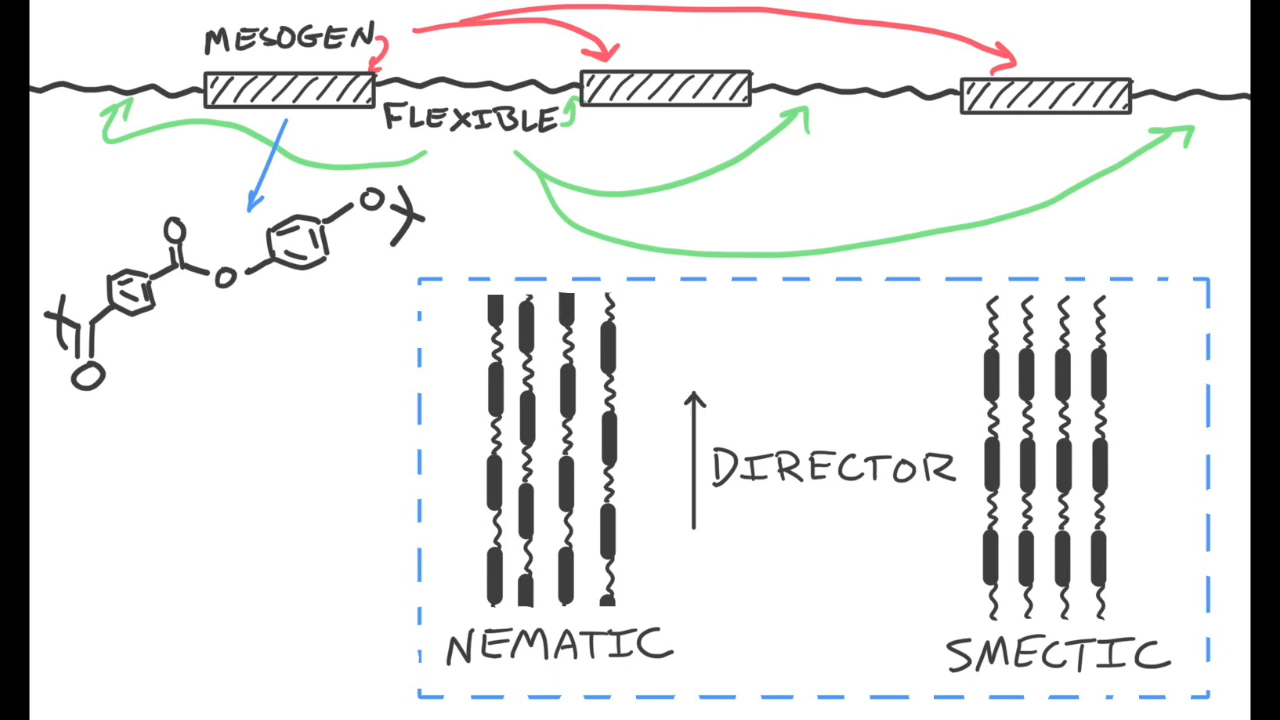 MESOGEN
FLEXIBLE
O
O
O
O
DIRECTOR
NEMATIC
SMECTIC